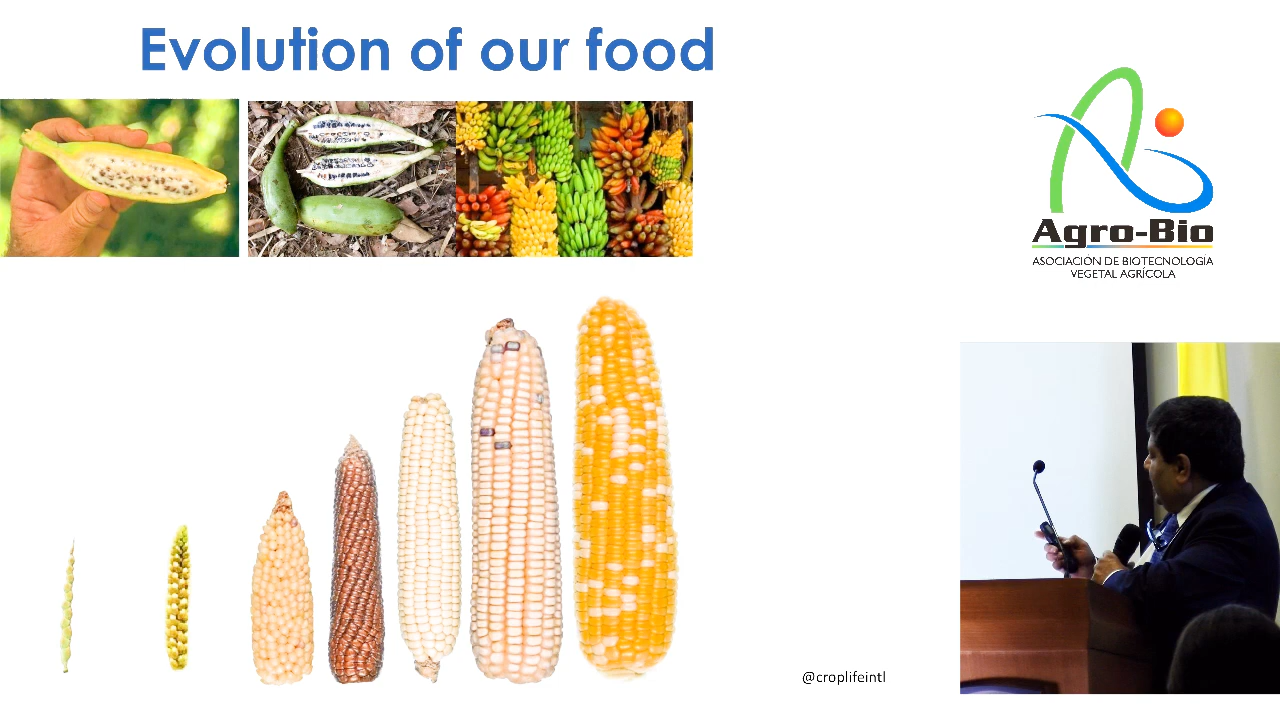 Evolution of our food
Agro-Bio
ASOCIACIÓN DE BIOTECNOLOGÍA
VEGETAL AGRÍCOLA
@croplifeintl